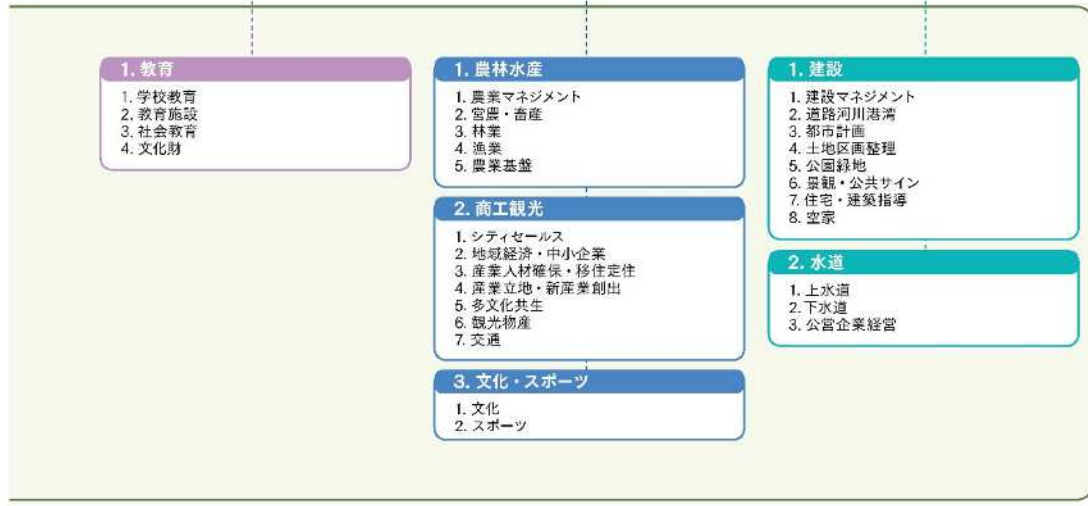 1. 教育
1. 学校教育
2. 教育施設
3. 社会教育
4. 文化財
1. 農林水産
1. 農業マネジメント
2. 営農・畜産
3. 林業
4. 漁業
5. 農業基盤
2. 商工観光
1. シティセールス
2. 地域経済・中小企業
3. 産業人材確保・移住定住
4. 産業立地・新産業創出
5. 多文化共生
6. 観光物産
7. 交通
3. 文化・スポーツ
1. 文化
2. スポーツ
1. 建設
1. 建設マネジメント
2. 道路河川港湾
3. 都市計画
4. 土地区画整理
5. 公園緑地
6. 景観・公共サイン
7. 住宅・建築指導
8. 空家
2. 水道
1. 上水道
2. 下水道
3. 公営企業経営